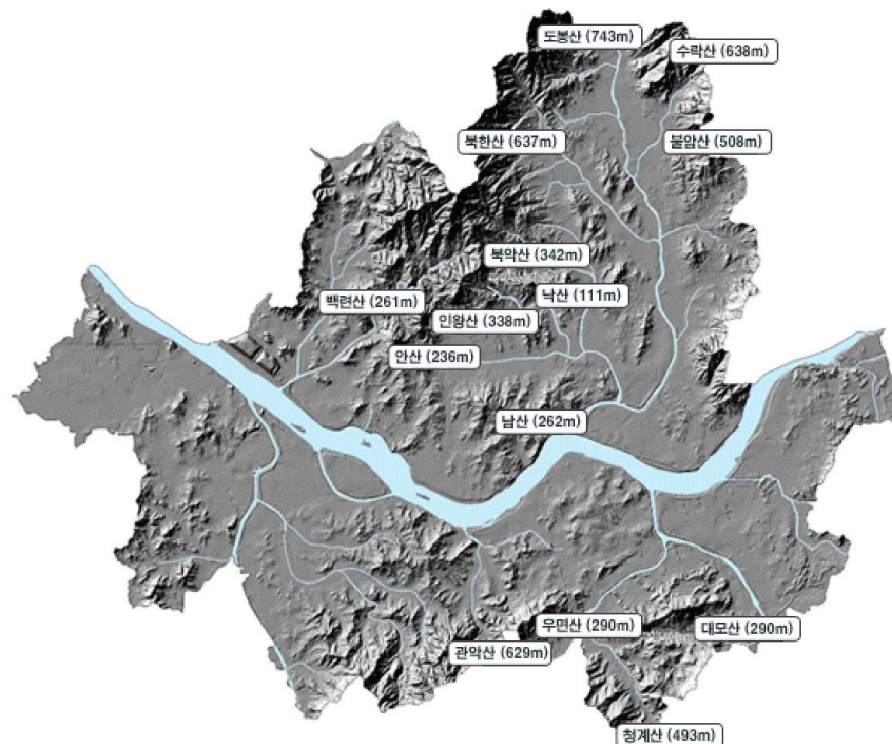 도봉산 (743m)
수락산 (638m)
북한산 (637m)
불암산 (508m)
북악산 (342m)
백련산 (261m)
낙산 (111m)
인왕산 (338m)
안산 (236m)
남산 (262m)
우면산 (290m)
대모산 (290m)
관악산 (629m)
청계산 (493m)